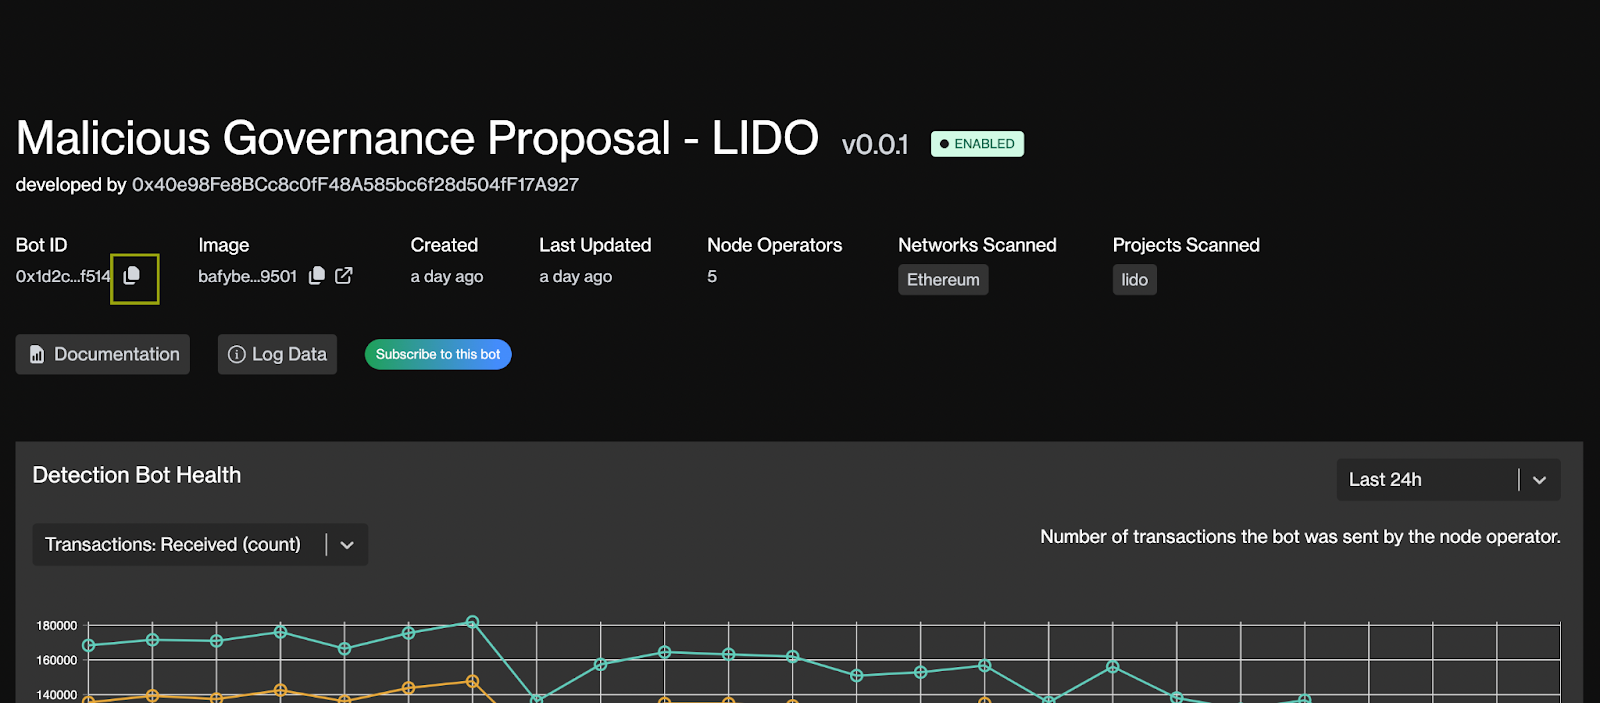 Malicious Governance Proposal - LIDO v0.0.1 ENABLED
developed by 0x40e98Fe8BCc8c0fF48A585bc6f28d504fF17A927
Bot ID Image Created Last Updated Node Operators Networks Scanned Projects Scanned
0x1d2c...f514 bafybe...9501 a day ago a day ago 5 Ethereum lido
Documentation Log Data Subscribe to this bot
Detection Bot Health
Last 24h
Transactions: Received (count)
Number of transactions the bot was sent by the node operator.
180000
160000
140000